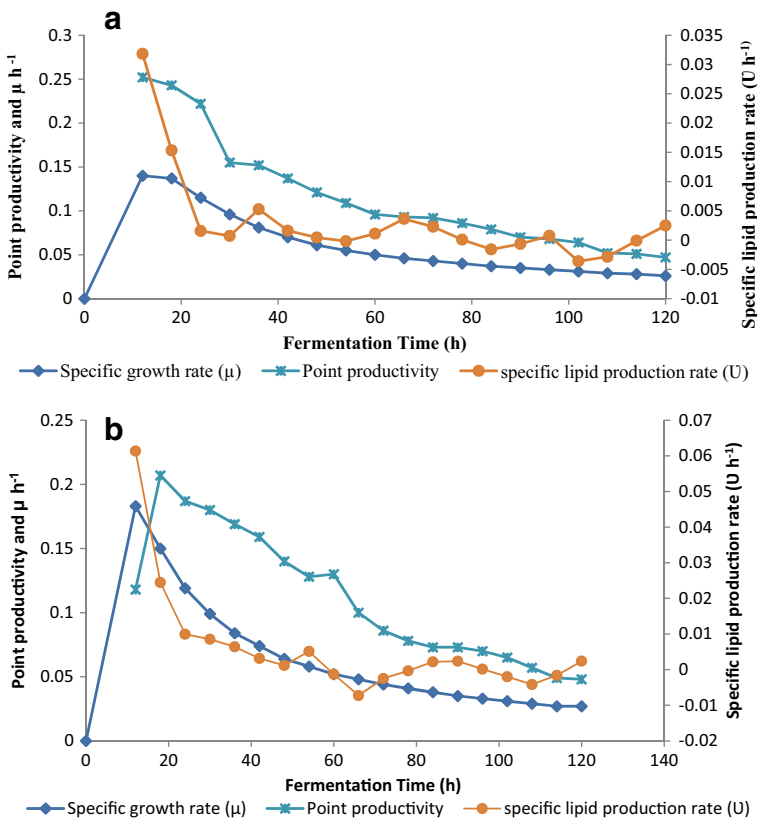 a
Point productivity and µ h-1
0.3
0.25
0.2
0.15
0.1
0.05
0
0.035
0.03
0.025
0.02
0.015
0.01
0.005
0
-0.005
-0.01
Specific lipid production rate (Ʋ h-1)
0 20 40 60 80 100 120
Fermentation Time (h)
Specific growth rate (µ) Point productivity specific lipid production rate (Ʋ)
b
Point productivity and µ h-1
0.25
0.2
0.15
0.1
0.05
0
0.07
0.06
0.05
0.04
0.03
0.02
0.01
0
-0.01
-0.02
Specific lipid production rate (Ʋ h-1)
0 20 40 60 80 100 120 140
Fermentation Time (h)
Specific growth rate (µ) Point productivity specific lipid production rate (Ʋ)